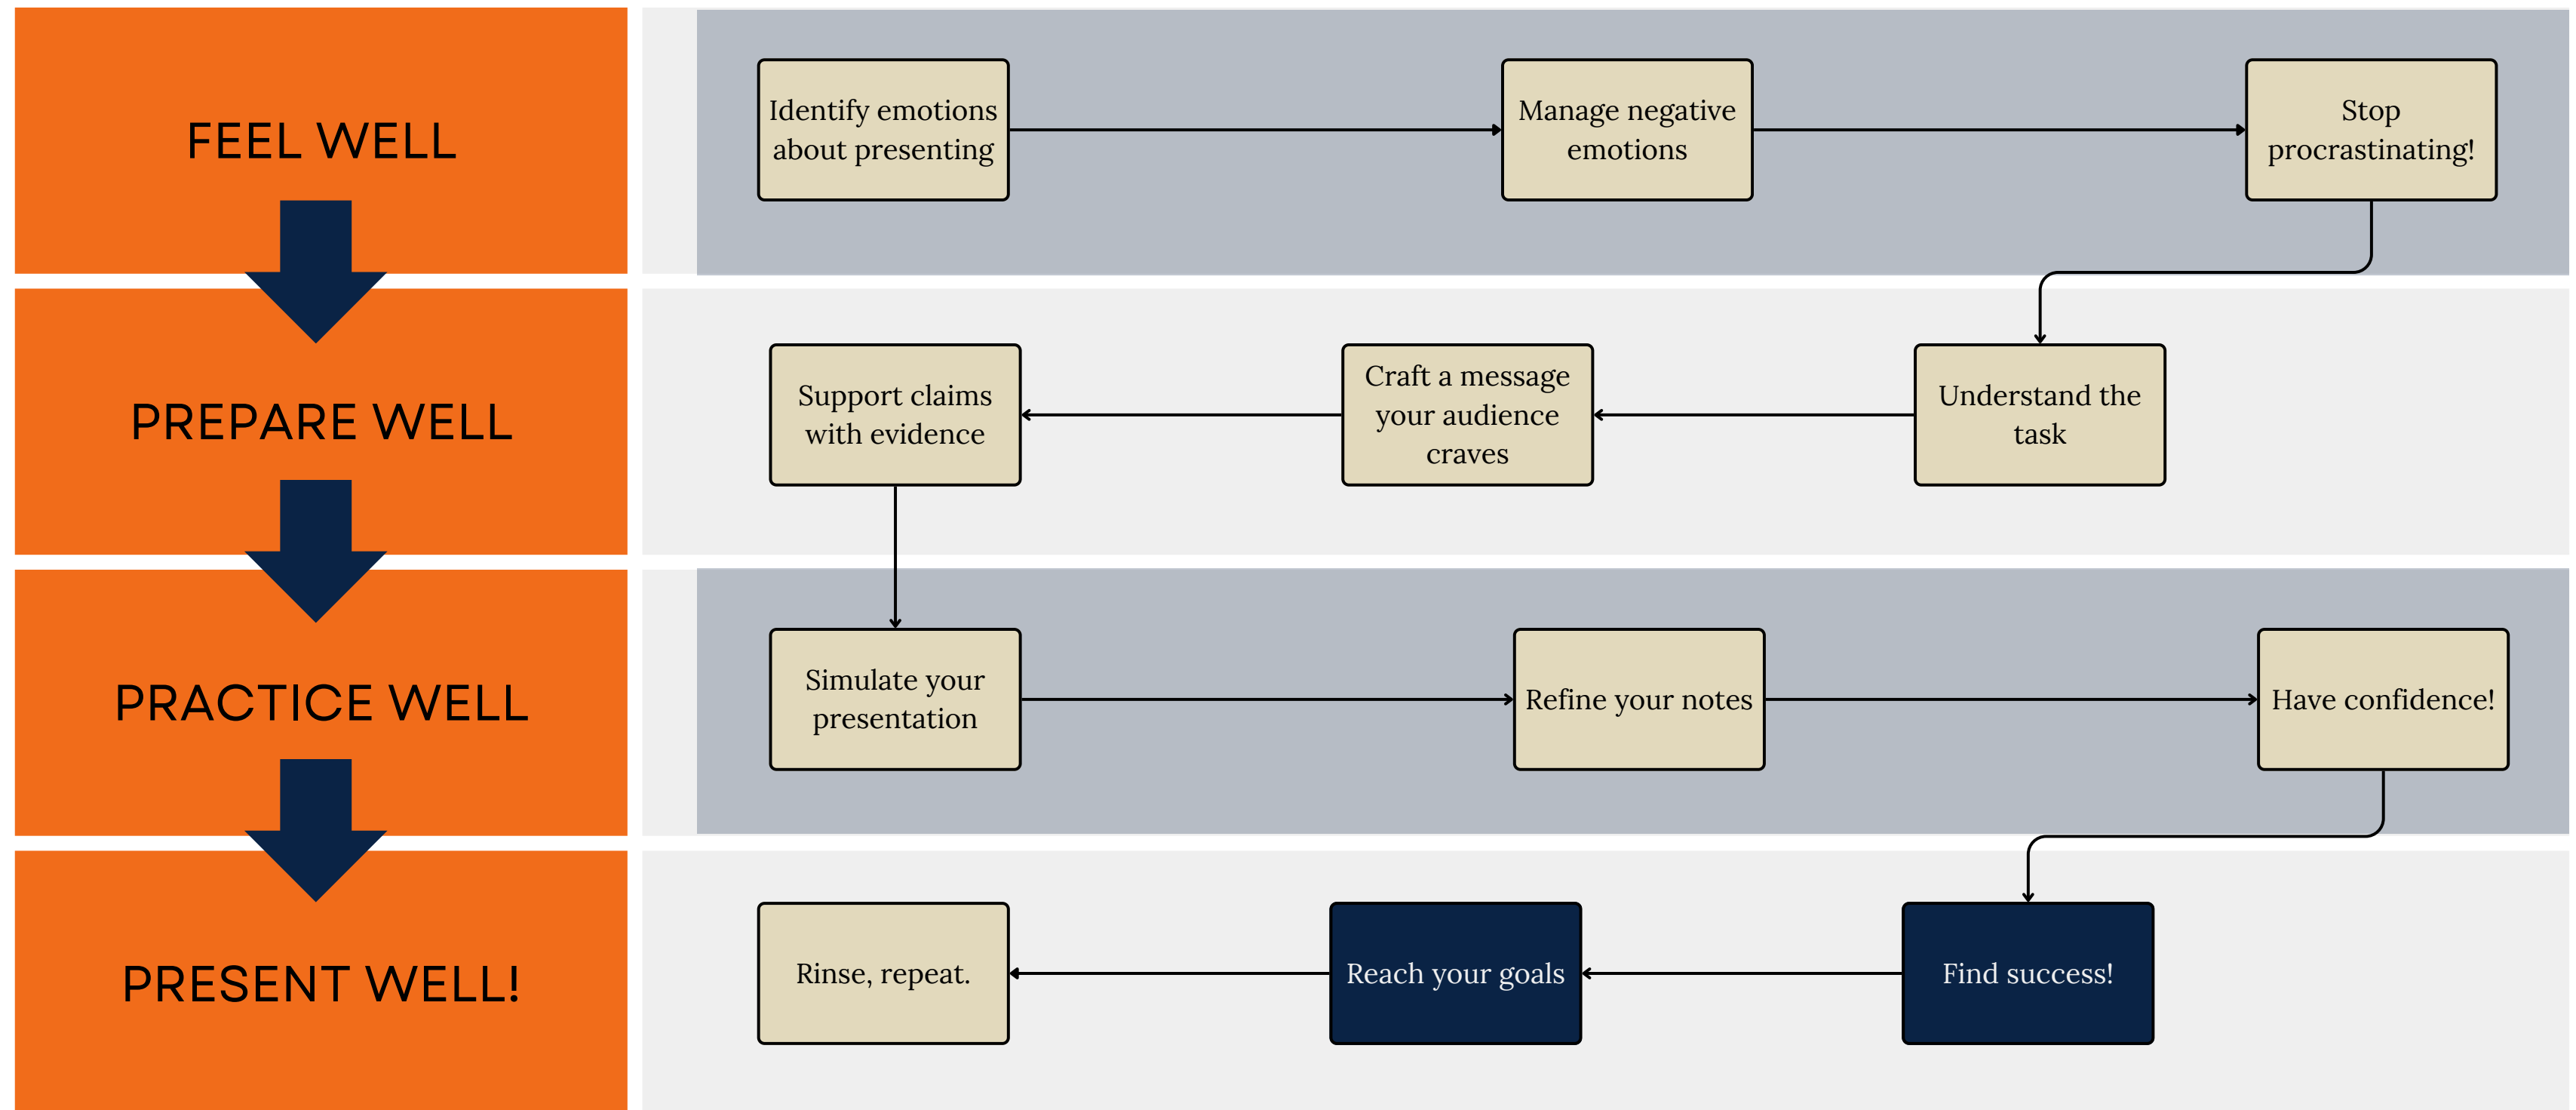 FEEL WELL
Identify emotions
about presenting
Manage negative
emotions
Stop
procrastinating!
PREPARE WELL
Understand the
task
Craft a message
your audience
craves
Support claims
with evidence
PRACTICE WELL
Simulate your
presentation
Refine your notes
Have confidence!
PRESENT WELL!
Find success!
Reach your goals
Rinse, repeat.